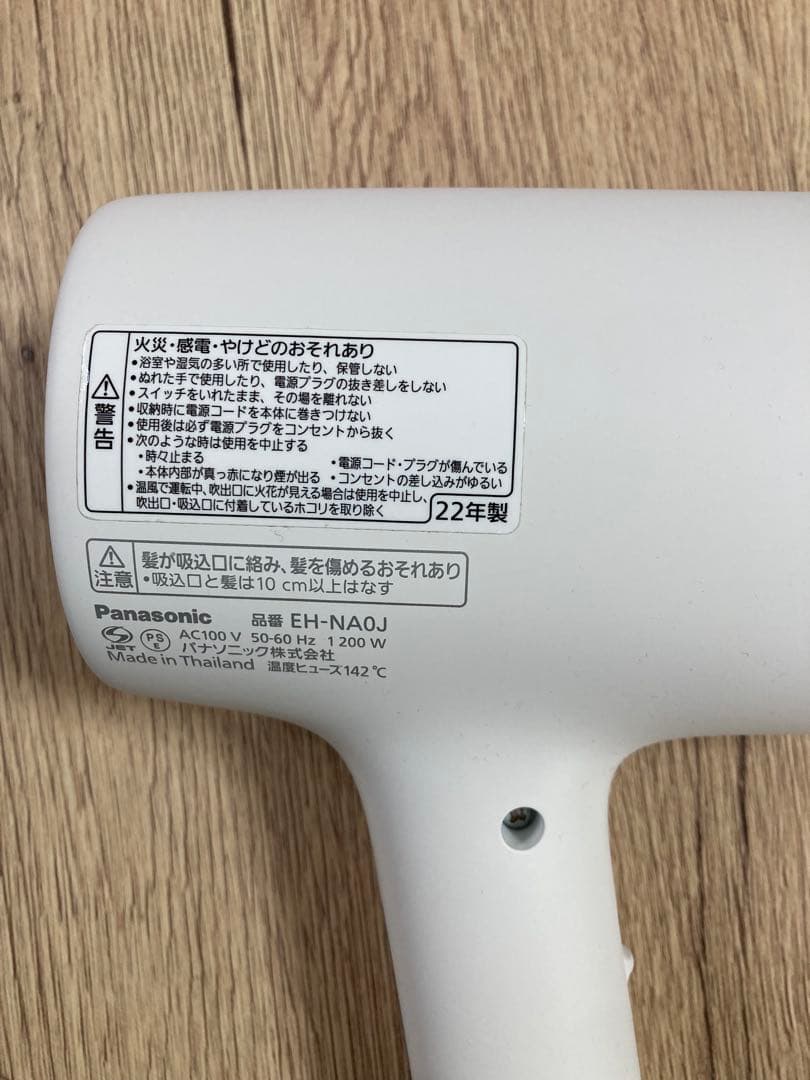 火災・感電・やけどのおそれあり
警告
•浴室や湿気の多い所で使用したり、保管しない
•ぬれた手で使用したり、電源プラグの抜き差しをしない
•スイッチをいれたまま、その場を離れない
•収納時に電源コードを本体に巻きつけない
•使用後は必ず電源プラグをコンセントから抜く
•次のような時は使用を中止する
・時々止まる ・電源コード・プラグが傷んでいる
・本体内部が真っ赤になり煙が出る ・コンセントの差し込みがゆるい
•温風で運転中、吹出口に火花が見える場合は使用を中止し、
吹出口・吸込口に付着しているホコリを取り除く
22年製
注意
髪が吸込口に絡み、髪を傷めるおそれあり
•吸込口と髪は10 cm以上はなす
Panasonic 品番 EH-NA0J
JET PS E AC100 V 50-60 Hz 1 200 W
パナソニック株式会社
Made in Thailand 温度ヒューズ142℃